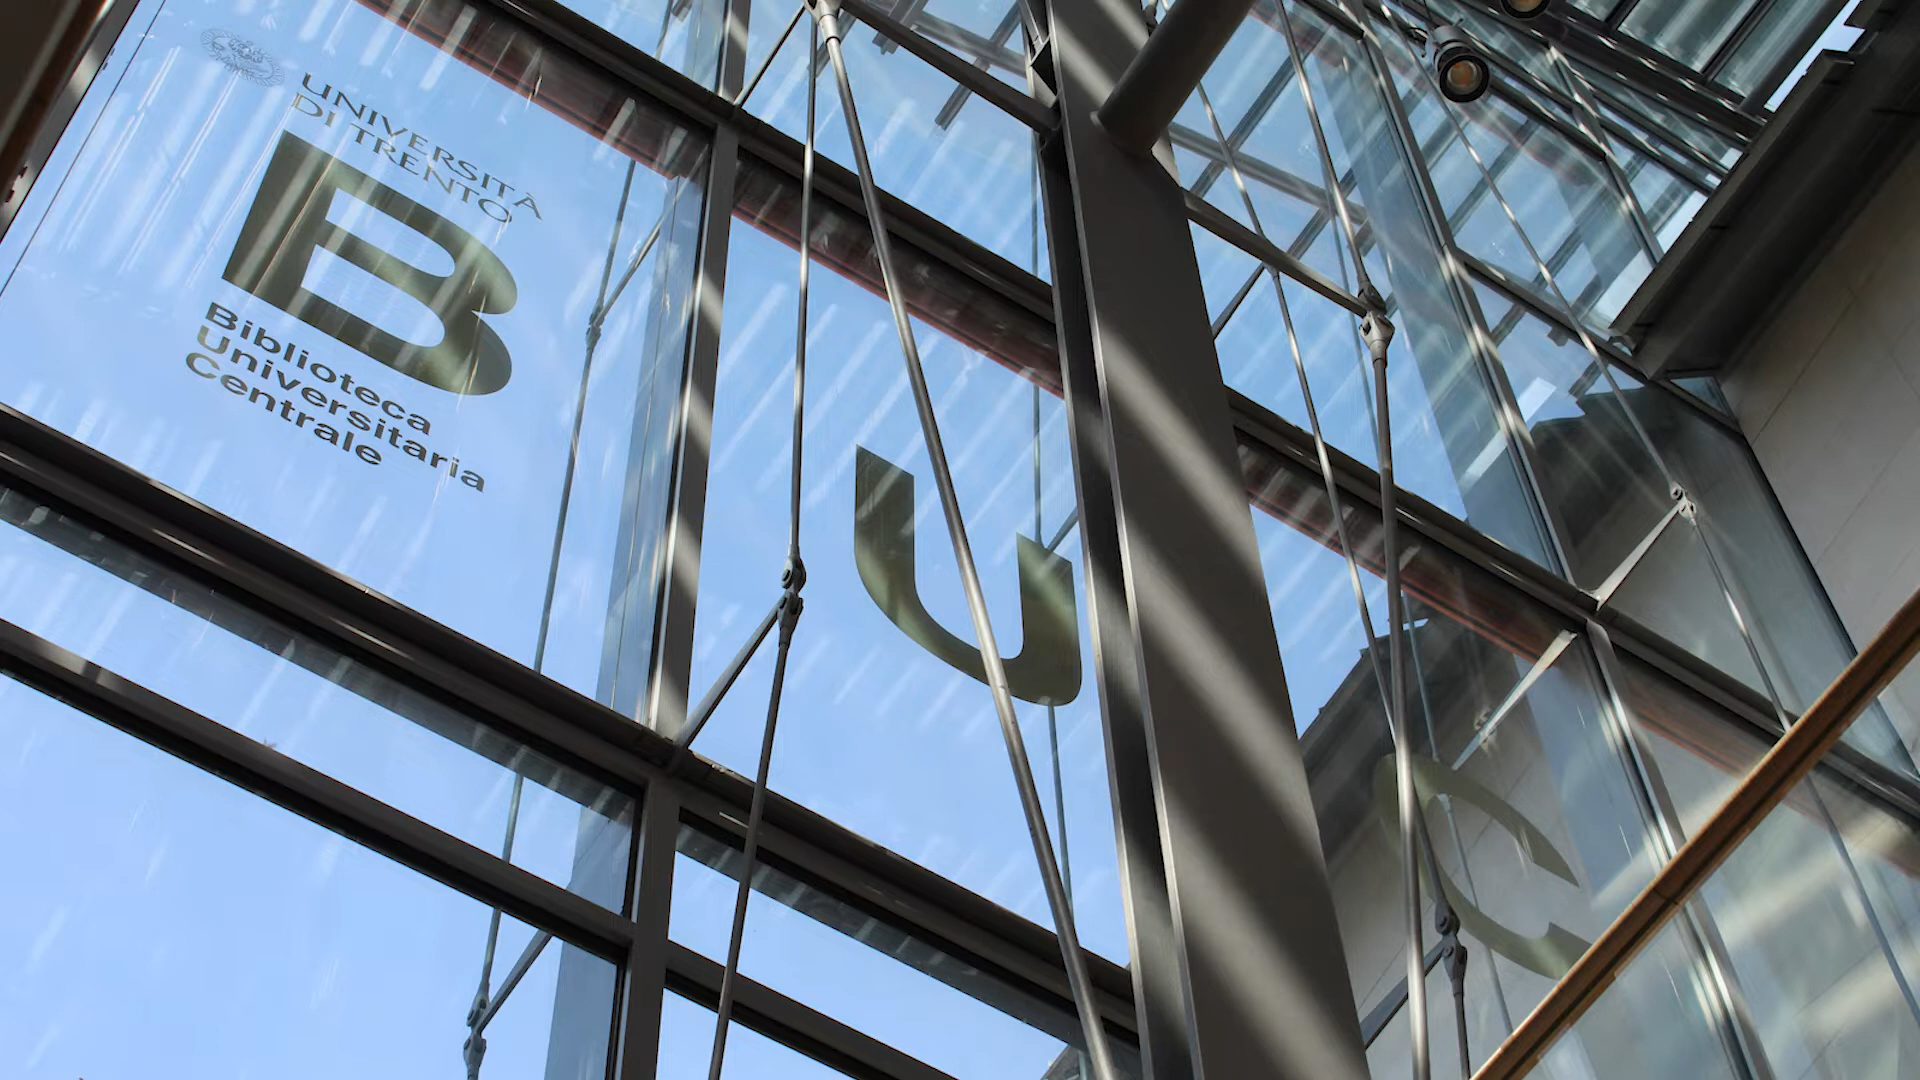 UNIVERSITÀ
DI TRENTO
B
Biblioteca
Universitaria
Centrale
U
C